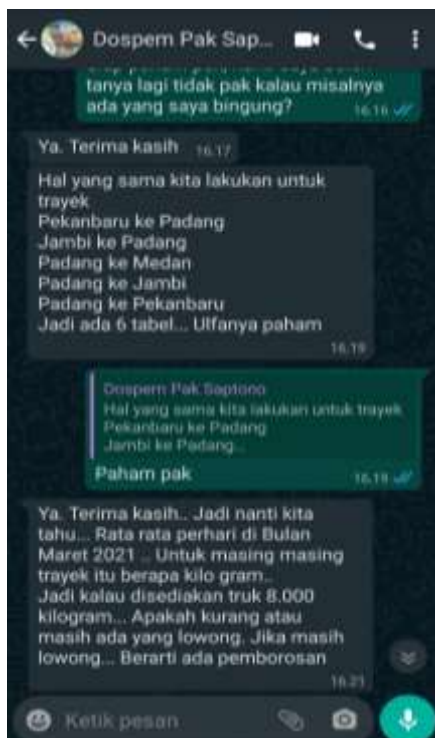 Dospem Pak Sap...
tanya lagi tidak pak kalau misalnya
ada yang saya bingung?
16.16
Ya. Terima kasih 16.17
Hal yang sama kita lakukan untuk
trayek
Pekanbaru ke Padang
Jambi ke Padang
Padang ke Medan
Padang ke Jambi
Padang ke Pekanbaru
Jadi ada 6 tabel... Ulfanya paham
16.19
Dospem Pak Saptono
Hal yang sama kita lakukan untuk trayek
Pekanbaru ke Padang
Jambi ke Padang...
Paham pak 16.19
Ya. Terima kasih.. Jadi nanti kita
tahu... Rata rata perhari di Bulan
Maret 2021 .. Untuk masing masing
trayek itu berapa kilo gram..
Jadi kalau disediakan truk 8.000
kilogram... Apakah kurang atau
masih ada yang lowong. Jika masih
lowong... Berarti ada pemborosan
16.21
Ketik pesan